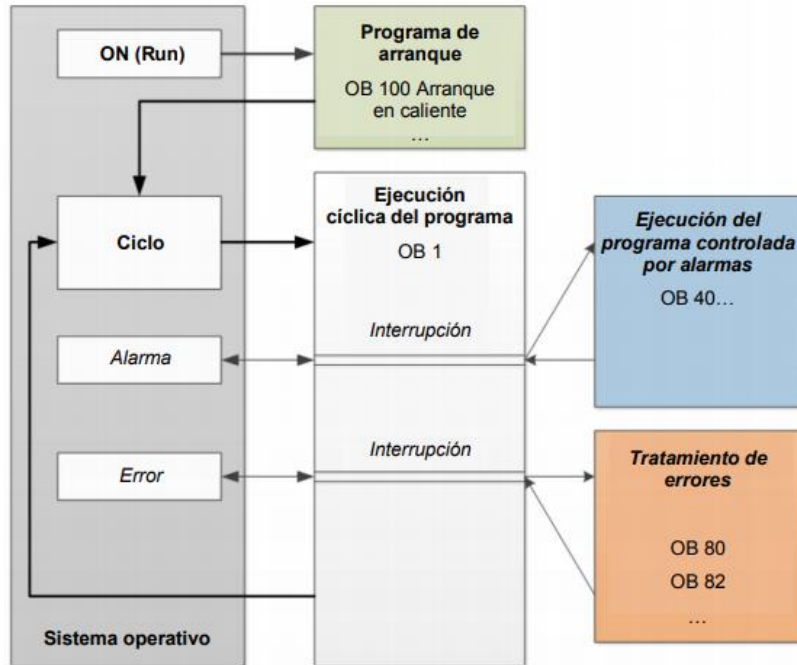 ON (Run)
Programa de
arranque
OB 100 Arranque
en caliente
...
Ciclo
Ejecución
cíclica del programa
OB 1
Ejecución del
programa controlada
por alarmas
OB 40...
Interrupción
Alarma
Interrupción
Error
Tratamiento de
errores
OB 80
OB 82
...
Sistema operativo